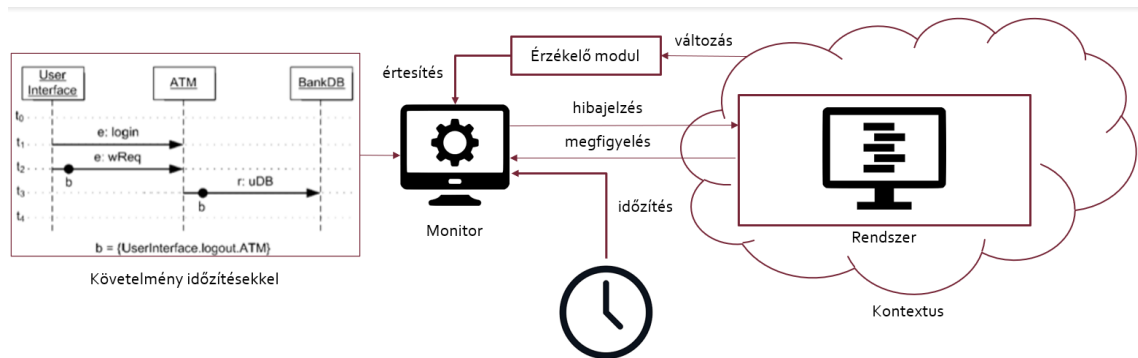 User
Interface
ATM
BankDB
t0
t1
e: login
t2
e: wReq
b
t3
r: uDB
b
t4
b = {UserInterface.logout.ATM}
Követelmény időzítésekkel
értesítés
Érzékelő modul
változás
hibajelzés
megfigyelés
Monitor
időzítés
Rendszer
Kontextus